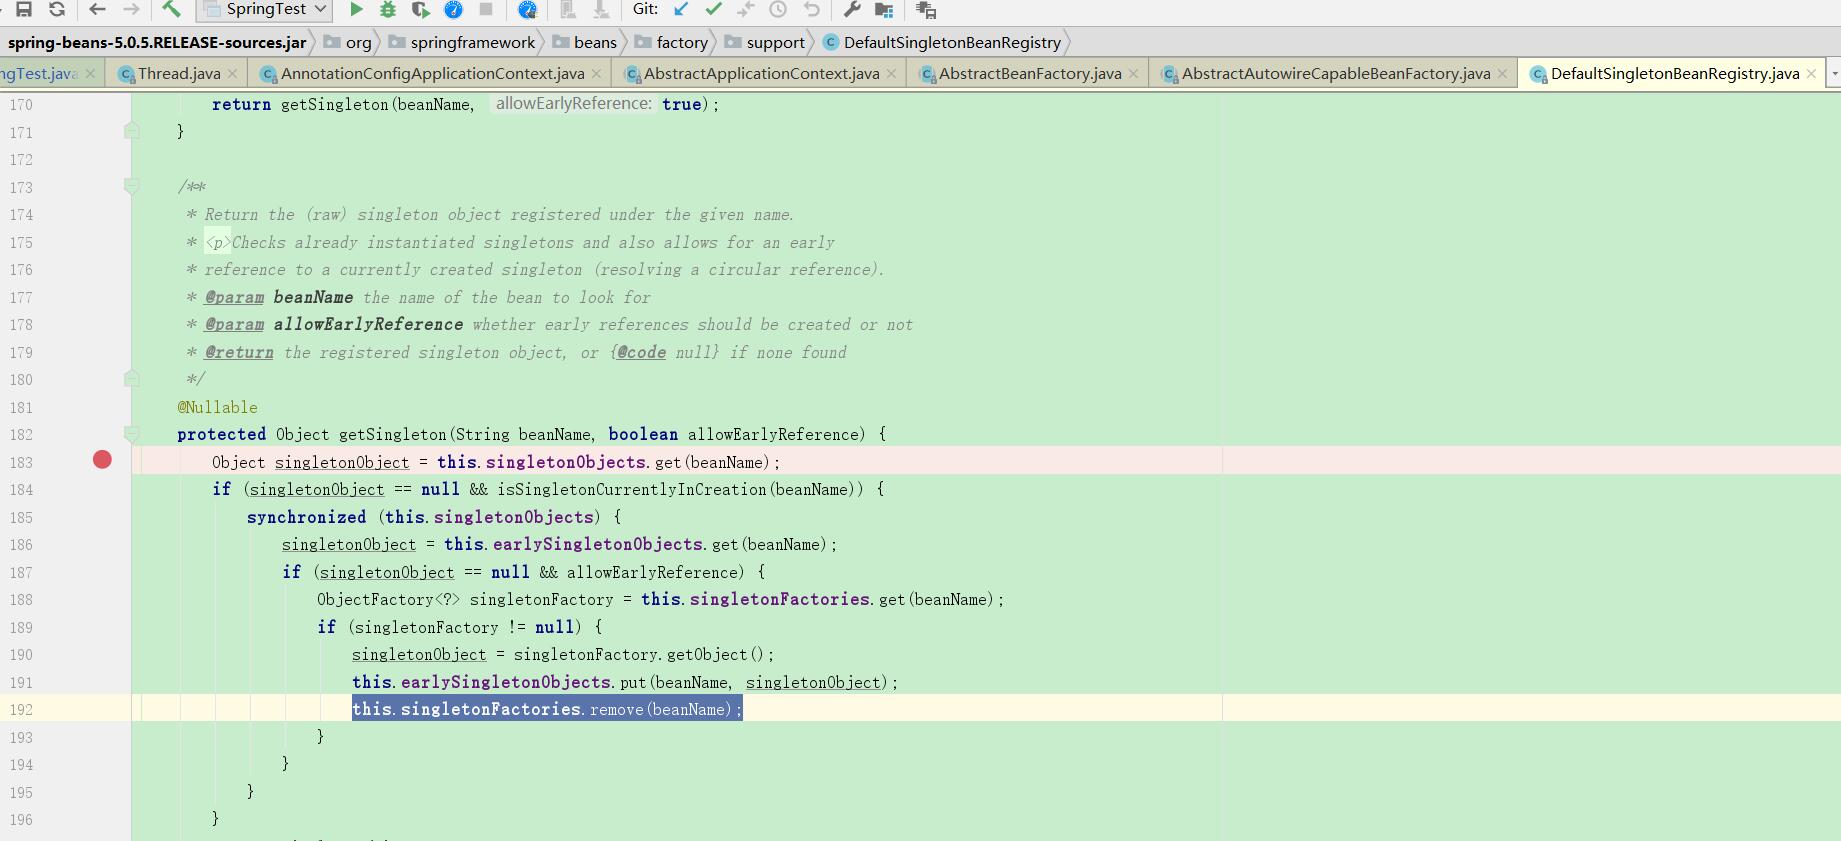 SpringTest Git:
spring-beans-5.0.5.RELEASE-sources.jar org springframework beans factory support DefaultSingletonBeanRegistry
ngTest.java Thread.java AnnotationConfigApplicationContext.java AbstractApplicationContext.java AbstractBeanFactory.java AbstractAutowireCapableBeanFactory.java DefaultSingletonBeanRegistry.java
170 return getSingleton(beanName, allowEarlyReference: true);
171 }
172
173 /**
174 * Return the (raw) singleton object registered under the given name.
175 * <p>Checks already instantiated singletons and also allows for an early
176 * reference to a currently created singleton (resolving a circular reference).
177 * @param beanName the name of the bean to look for
178 * @param allowEarlyReference whether early references should be created or not
179 * @return the registered singleton object, or {@code null} if none found
180 */
181 @Nullable
182 protected Object getSingleton(String beanName, boolean allowEarlyReference) {
183 Object singletonObject = this.singletonObjects.get(beanName);
184 if (singletonObject == null && isSingletonCurrentlyInCreation(beanName)) {
185 synchronized (this.singletonObjects) {
186 singletonObject = this.earlySingletonObjects.get(beanName);
187 if (singletonObject == null && allowEarlyReference) {
188 ObjectFactory<?> singletonFactory = this.singletonFactories.get(beanName);
189 if (singletonFactory != null) {
190 singletonObject = singletonFactory.getObject();
191 this.earlySingletonObjects.put(beanName, singletonObject);
192 this.singletonFactories.remove(beanName);
193 }
194 }
195 }
196 }